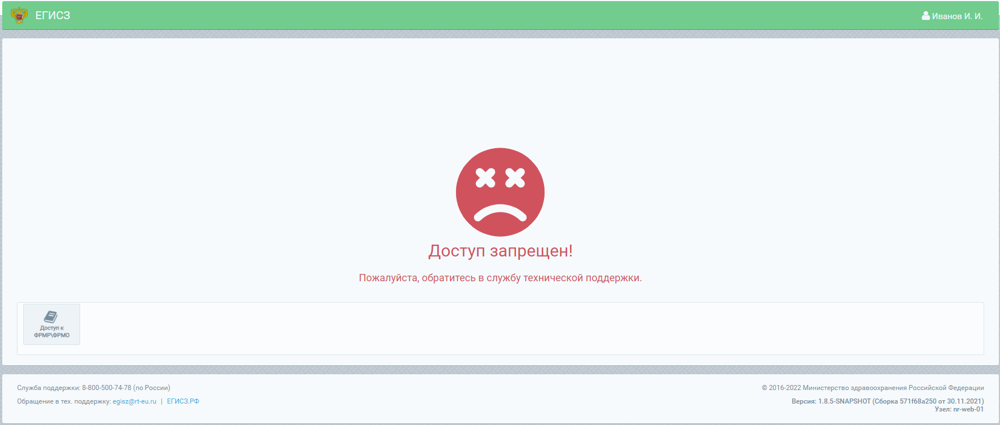 ЕГИСЗ
Иванов И. И.
Доступ запрещен!
Пожалуйста, обратитесь в службу технической поддержки.
Доступ к
ФРМР\ФРМО
Служба поддержки: 8-800-500-74-78 (по России)
Обращение в тех. поддержку: egisz@rt-eu.ru | ЕГИСЗ.РФ
© 2016-2022 Министерство здравоохранения Российской Федерации
Версия: 1.8.5-SNAPSHOT (Сборка 571f68a250 от 30.11.2021)
Узел: nr-web-01